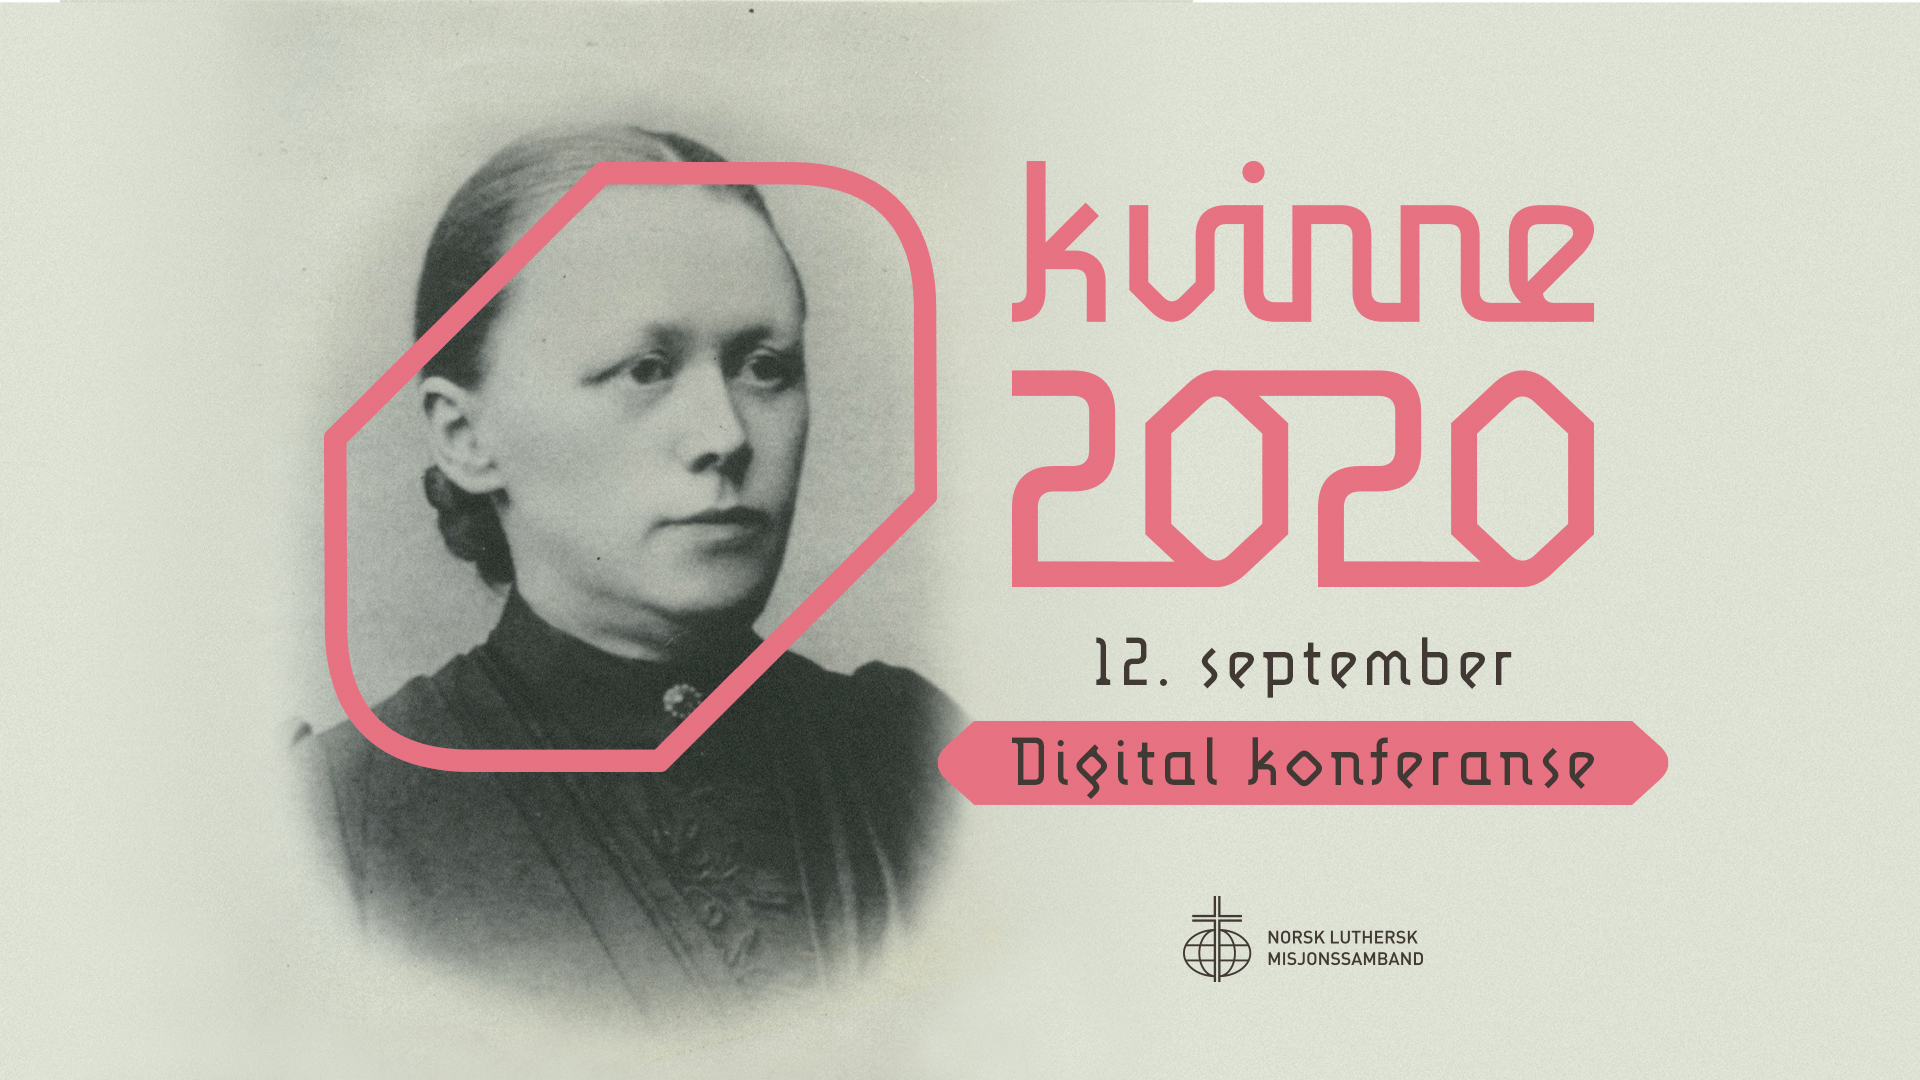 kvinne
2020
12. september
Digital konferanse
NORSK LUTHERSK
MISJONSSAMBAND